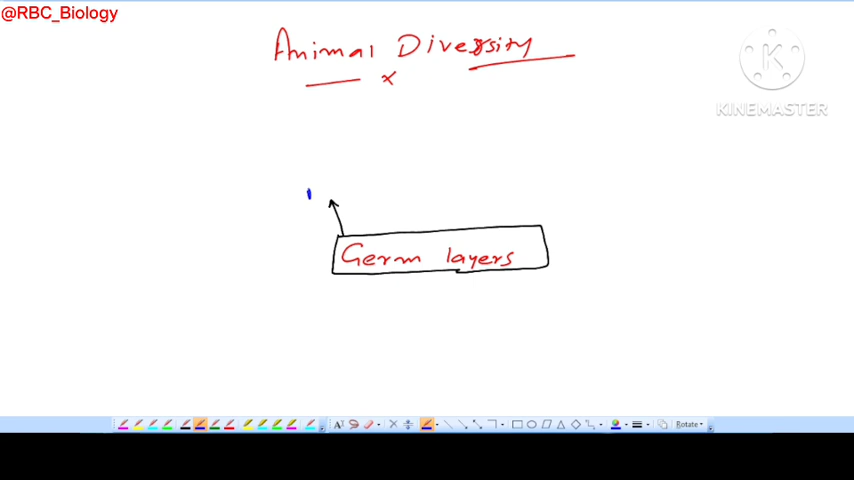 @RBC_Biology
Animal Diversity
KINEMASTER
Germ layers
Rotate